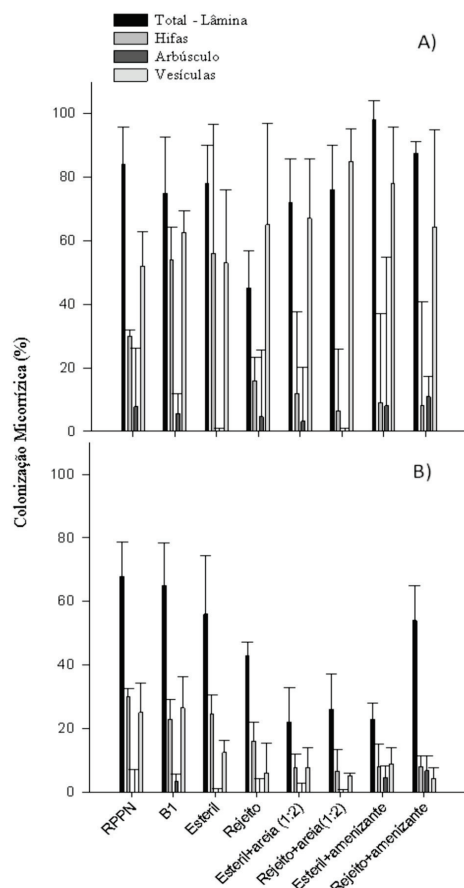 Total - Lâmina
Hifas
Arbúsculo
Vesículas
A)
100
80
60
40
20
0
Colonização Micorrízica (%)
B)
100
80
60
40
20
0
RPPN
B1
Esteril
Rejeito
Esteril+areia (1:2)
Rejeito+areia(1:2)
Esteril+amenizante
Rejeito+amenizante